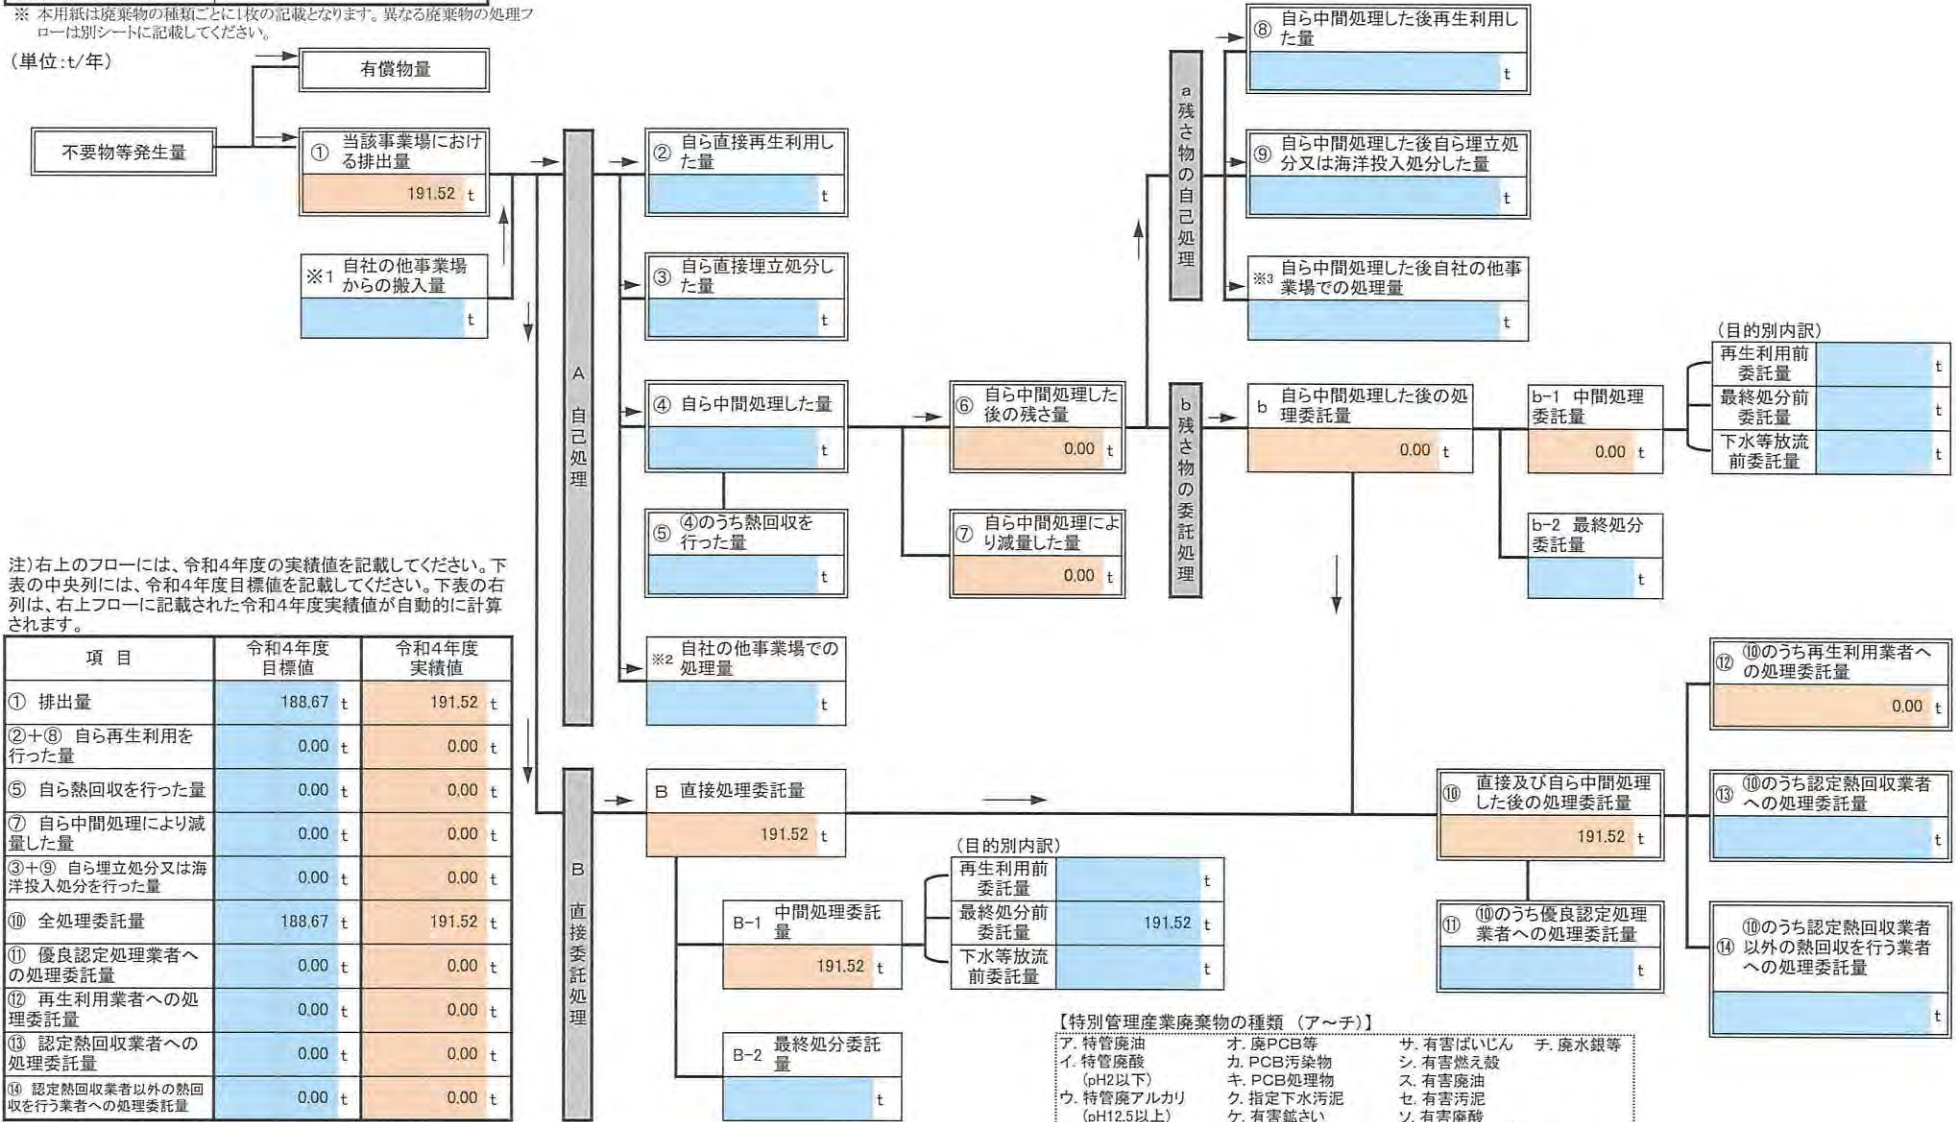 ※ 本用紙は廃棄物の種類ごとに1枚の記載となります。異なる廃棄物の処理フ
ローは別シートに記載してください。
(単位:t/年)
有償物量
不要物等発生量
① 当該事業場におけ
る排出量
191.52 t
※1 自社の他事業場
からの搬入量
t
A 自己処理
② 自ら直接再生利用し
た量
t
③ 自ら直接埋立処分し
た量
t
④ 自ら中間処理した量
t
⑤ ④のうち熱回収を
行った量
t
※2 自社の他事業場での
処理量
t
⑥ 自ら中間処理した
後の残さ量
0.00 t
⑦ 自ら中間処理によ
り減量した量
0.00 t
a 残さ物の自己処理
⑧ 自ら中間処理した後再生利用し
た量
t
⑨ 自ら中間処理した後自ら埋立処
分又は海洋投入処分した量
t
※3 自ら中間処理した後自社の他事
業場での処理量
t
b 残さ物の委託処理
b 自ら中間処理した後の処
理委託量
0.00 t
b-1 中間処理
委託量
0.00 t
(目的別内訳)
再生利用前
委託量 t
最終処分前
委託量 t
下水等放流
前委託量 t
b-2 最終処分
委託量
t
注)右上のフローには、令和4年度の実績値を記載してください。下
表の中央列には、令和4年度目標値を記載してください。下表の右
列は、右上フローに記載された令和4年度実績値が自動的に計算
されます。
項 目 令和4年度 令和4年度
目標値 実績値
① 排出量 188.67 t 191.52 t
②+⑧ 自ら再生利用を
行った量 0.00 t 0.00 t
⑤ 自ら熱回収を行った量 0.00 t 0.00 t
⑦ 自ら中間処理により減
量した量 0.00 t 0.00 t
③+⑨ 自ら埋立処分又は海
洋投入処分を行った量 0.00 t 0.00 t
⑩ 全処理委託量 188.67 t 191.52 t
⑪ 優良認定処理業者へ
の処理委託量 0.00 t 0.00 t
⑫ 再生利用業者への処
理委託量 0.00 t 0.00 t
⑬ 認定熱回収業者への
処理委託量 0.00 t 0.00 t
⑭ 認定熱回収業者以外の熱回
収を行う業者への処理委託量 0.00 t 0.00 t
B 直接委託処理
B 直接処理委託量
191.52 t
B-1 中間処理委託
量
191.52 t
(目的別内訳)
再生利用前
委託量 t
最終処分前
委託量 191.52 t
下水等放流
前委託量 t
B-2 最終処分委託
量
t
⑩ 直接及び自ら中間処理
した後の処理委託量
191.52 t
⑪ ⑩のうち優良認定処理
業者への処理委託量
t
⑫ ⑩のうち再生利用業者へ
の処理委託量
0.00 t
⑬ ⑩のうち認定熱回収業者
への処理委託量
t
⑭ ⑩のうち認定熱回収業者
以外の熱回収を行う業者
への処理委託量
t
【特別管理産業廃棄物の種類 (ア~チ)】
ア. 特管廃油 オ. 廃PCB等 サ. 有害ばいじん チ. 廃水銀等
イ. 特管廃酸 カ. PCB汚染物 シ. 有害燃え殻
(pH2以下) キ. PCB処理物 ス. 有害廃油
ウ. 特管廃アルカリ ク. 指定下水汚泥 セ. 有害汚泥
(pH12.5以上) ケ. 有害鉱さい ソ. 有害廃酸